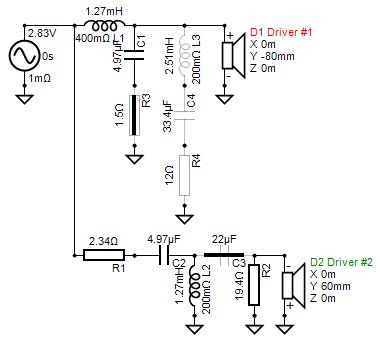 1.27mH
2.83V
0s
1mΩ
400mΩ L1
4.97µF
C1
2.51mH
200mΩ L3
+
-
D1 Driver #1
X 0m
Y -80mm
Z 0m
1.5Ω
R3
33.4µF
C4
12Ω
R4
2.34Ω
R1
4.97µF
C2
1.27mH
200mΩ L2
22µF
C3
19.4Ω
R2
-
+
D2 Driver #2
X 0m
Y 60mm
Z 0m